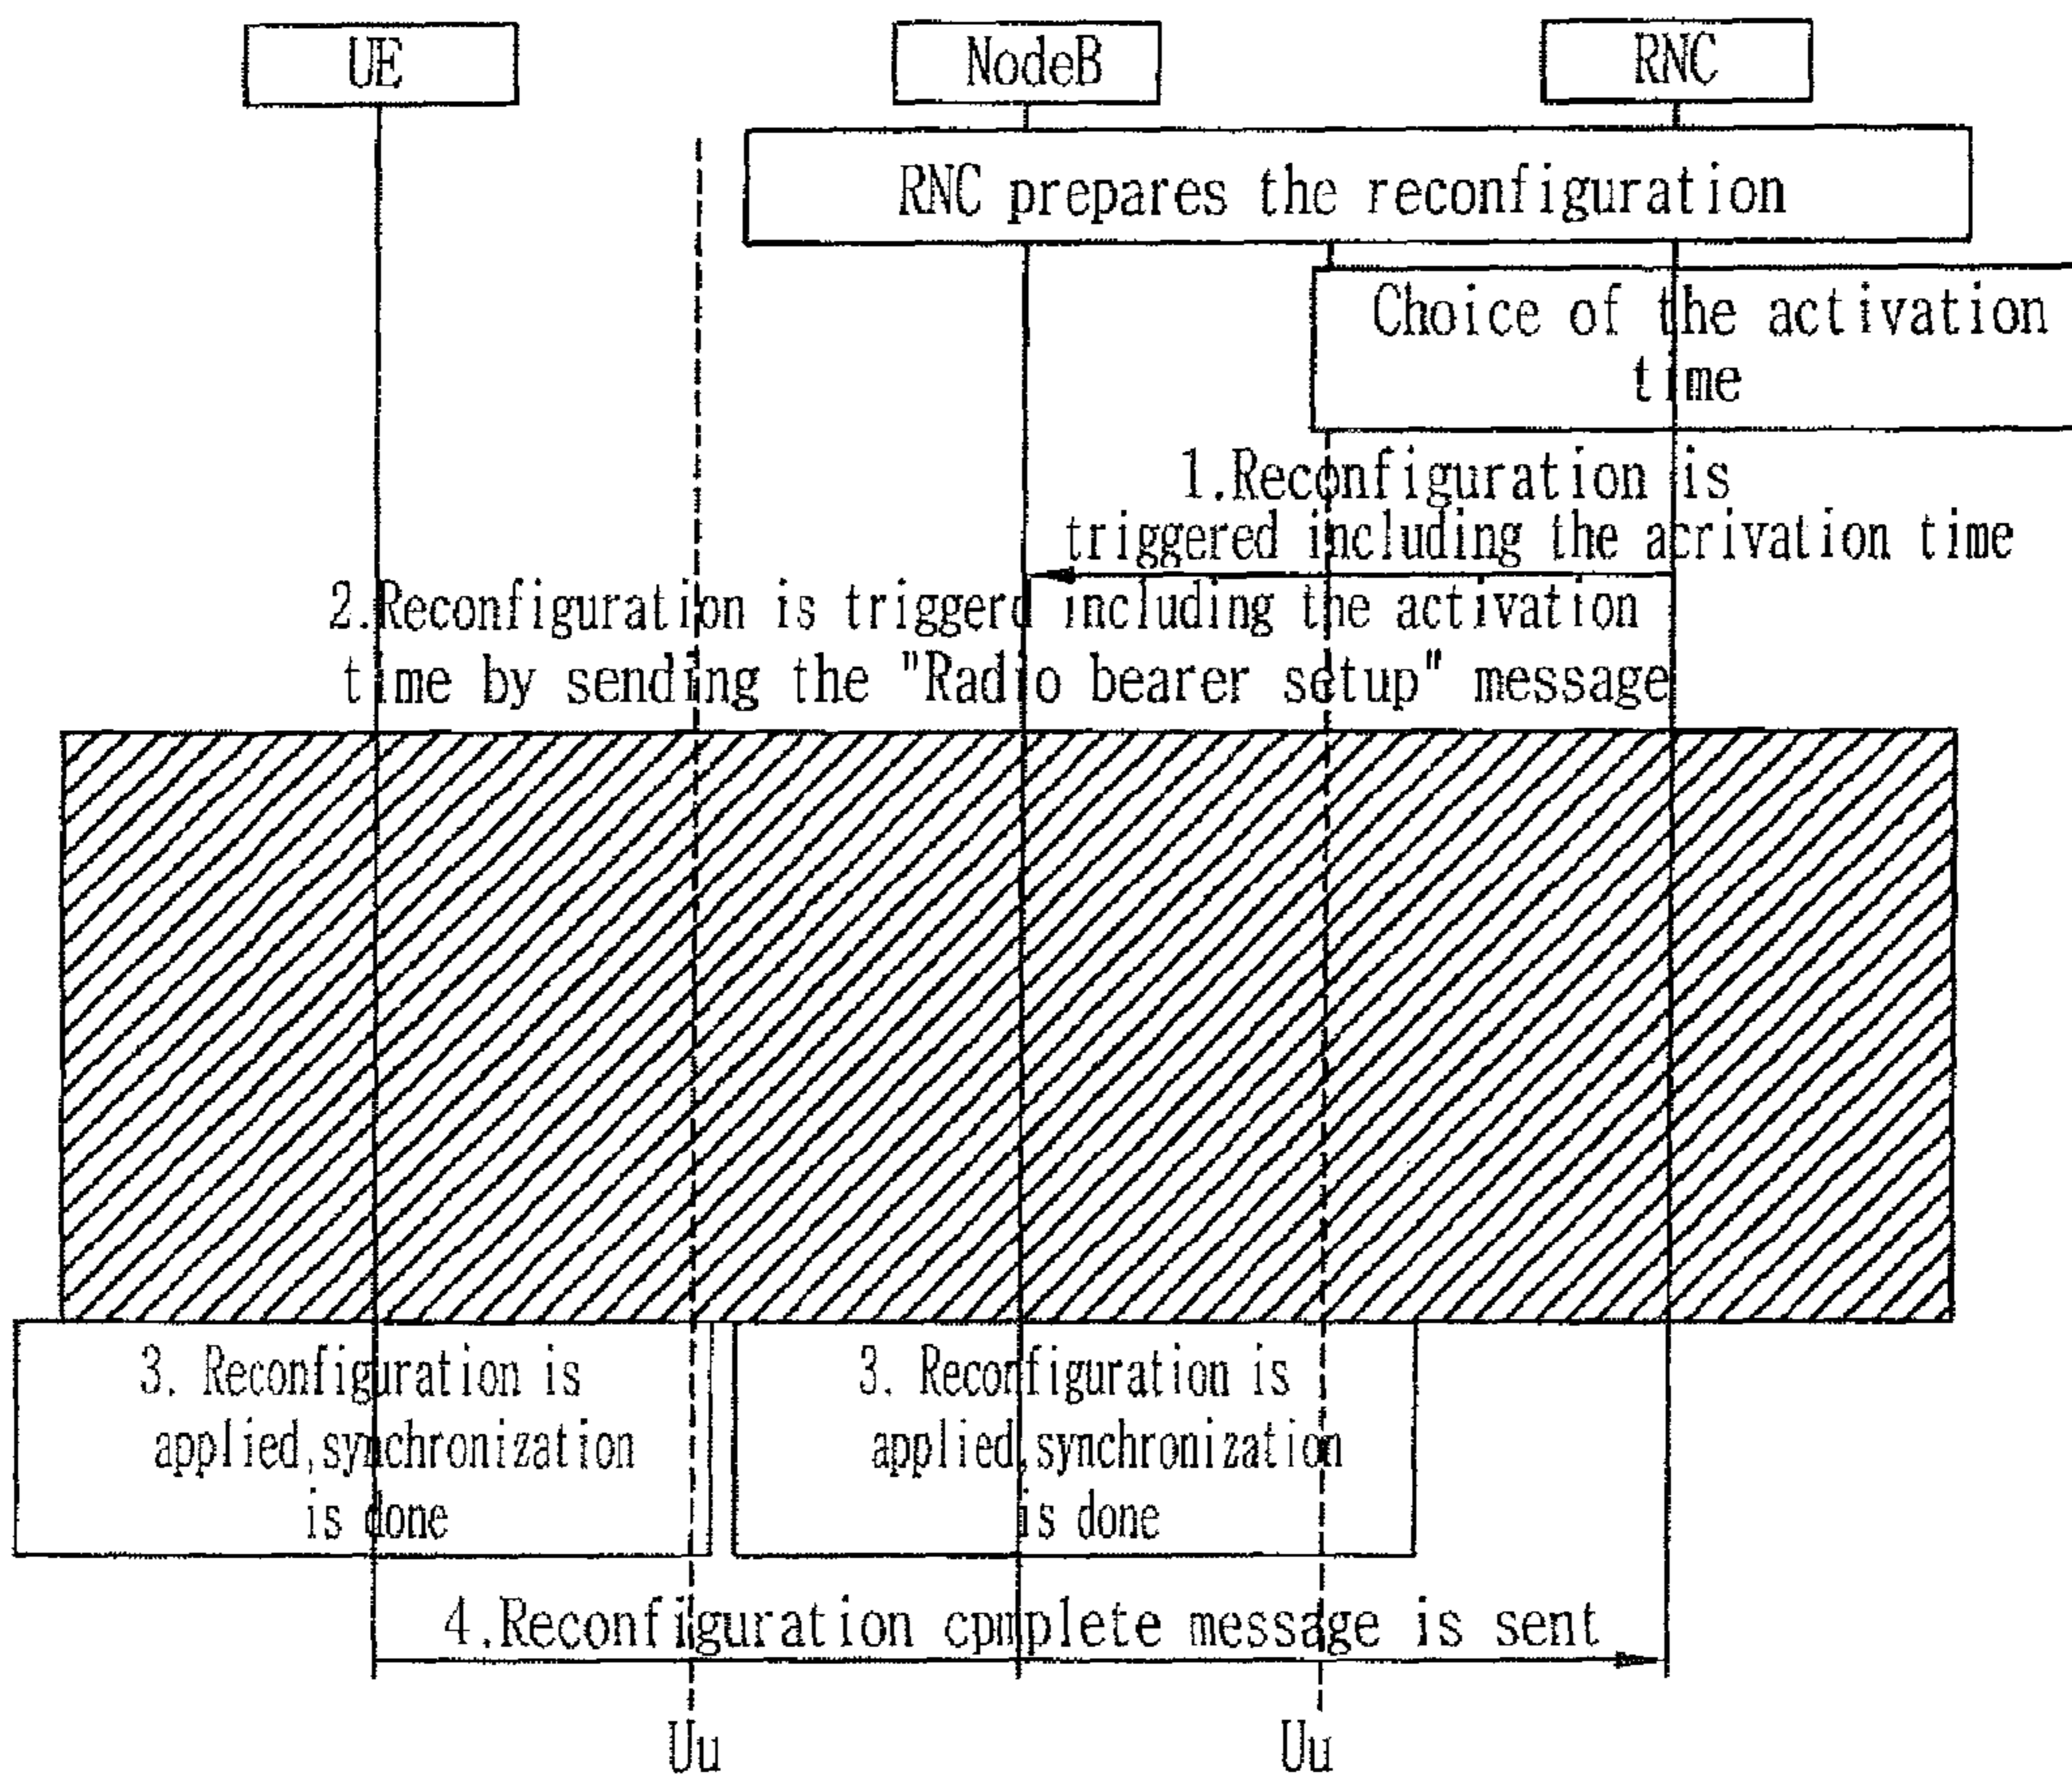 UE
NodeB
RNC
RNC prepares the reconfiguration
Choice of the activation
time
1.Reconfiguration is
triggered including the acrivation time
2.Reconfiguration is triggerd including the activation
time by sending the "Radio bearer setup" message
3. Reconfiguration is
applied,synchronization
is done
3. Reconfiguration is
applied,synchronization
is done
4.Reconfiguration cpmplete message is sent
Uu
Uu